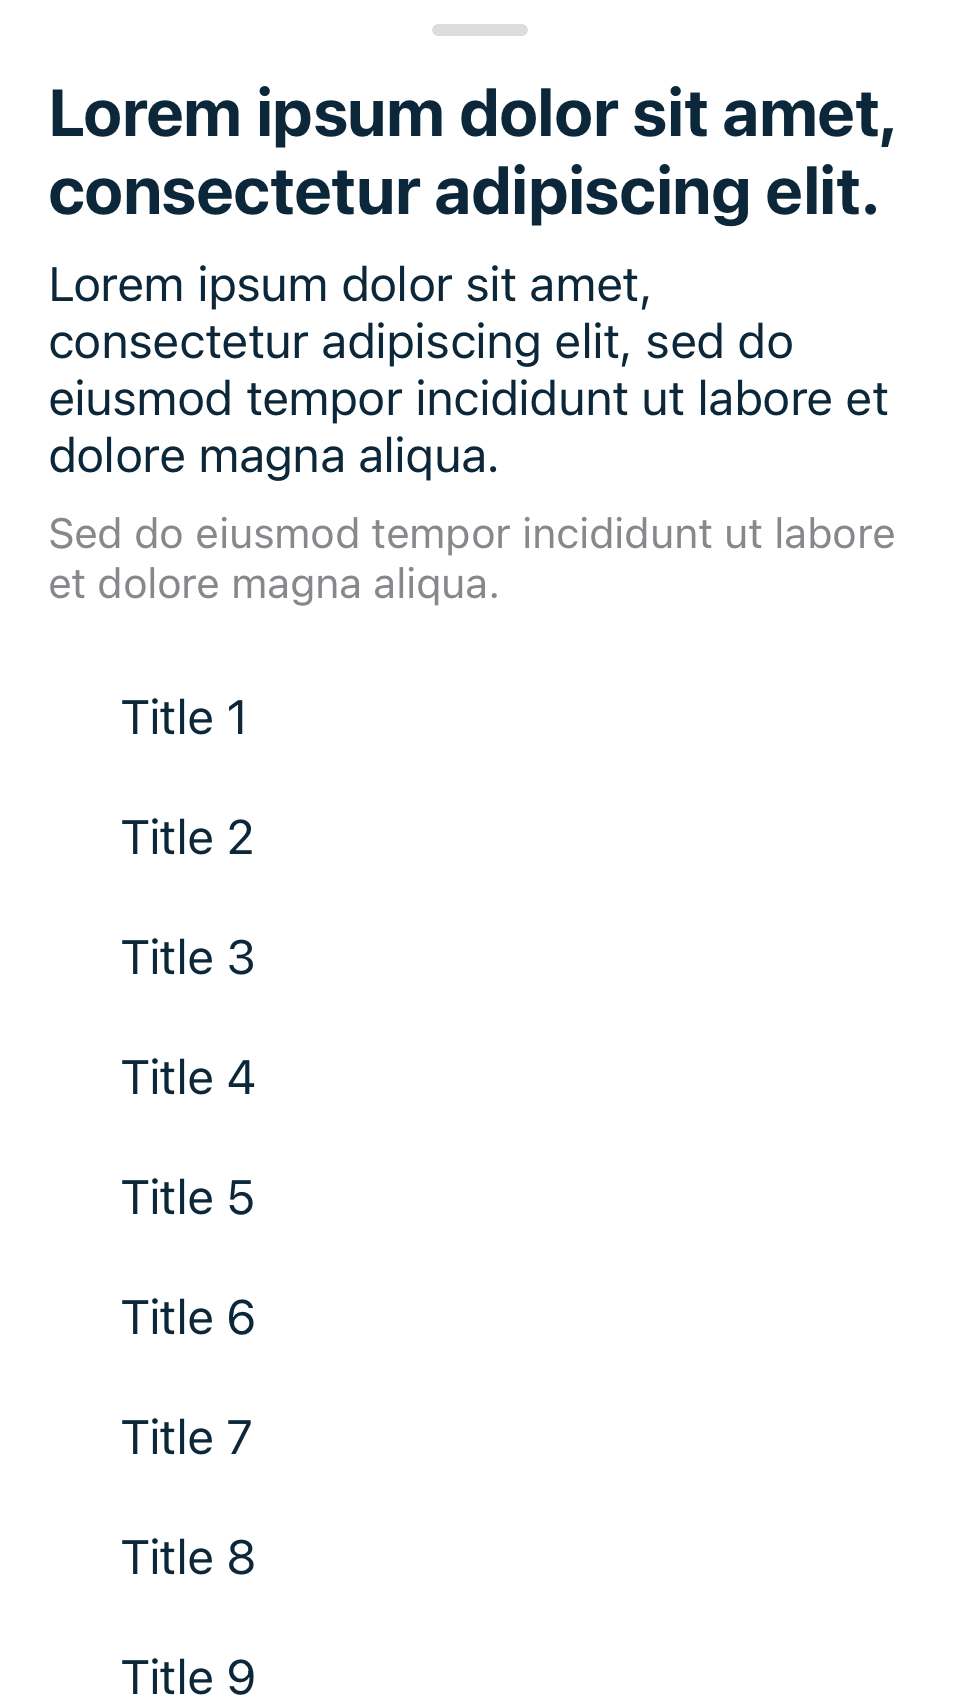 Lorem ipsum dolor sit amet,
consectetur adipiscing elit.
Lorem ipsum dolor sit amet,
consectetur adipiscing elit, sed do
eiusmod tempor incididunt ut labore et
dolore magna aliqua.
Sed do eiusmod tempor incididunt ut labore
et dolore magna aliqua.
Title 1
Title 2
Title 3
Title 4
Title 5
Title 6
Title 7
Title 8
Title 9